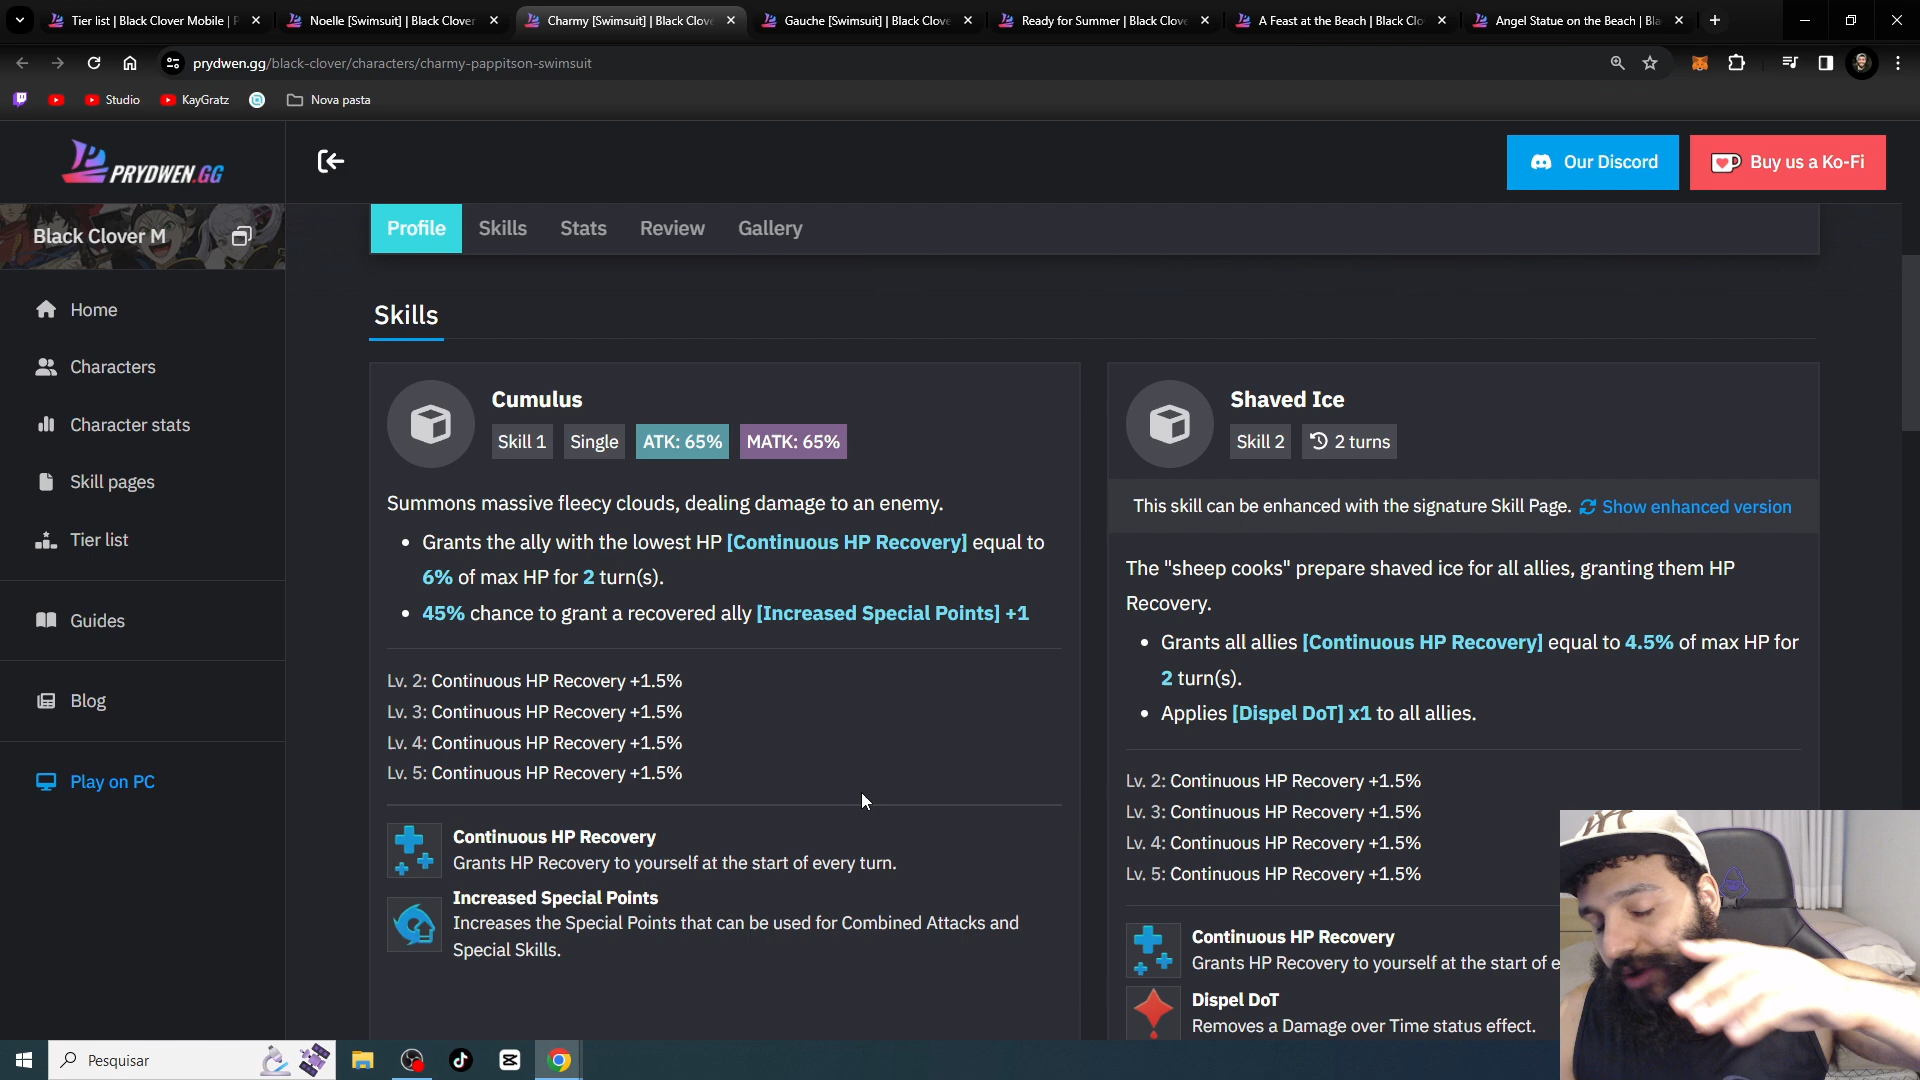 Tier list | Black Clover Mobile | P
Noelle [Swimsuit] | Black Clover
Charmy [Swimsuit] | Black Clov
Gauche [Swimsuit] | Black Clove
Ready for Summer | Black Clove
A Feast at the Beach | Black Clo
Angel Statue on the Beach | Bla
prydwen.gg/black-clover/characters/charmy-pappitson-swimsuit
Studio
KayGratz
Nova pasta
PRYDWEN.GG
Our Discord
Buy us a Ko-Fi
Black Clover M
Profile
Skills
Stats
Review
Gallery
Home
Characters
Character stats
Skill pages
Tier list
Guides
Blog
Play on PC
Skills
Cumulus
Skill 1
Single
ATK: 65%
MATK: 65%
Summons massive fleecy clouds, dealing damage to an enemy.
• Grants the ally with the lowest HP [Continuous HP Recovery] equal to
6% of max HP for 2 turn(s).
• 45% chance to grant a recovered ally [Increased Special Points] +1
Lv. 2: Continuous HP Recovery +1.5%
Lv. 3: Continuous HP Recovery +1.5%
Lv. 4: Continuous HP Recovery +1.5%
Lv. 5: Continuous HP Recovery +1.5%
Continuous HP Recovery
Grants HP Recovery to yourself at the start of every turn.
Increased Special Points
Increases the Special Points that can be used for Combined Attacks and
Special Skills.
Shaved Ice
Skill 2
2 turns
This skill can be enhanced with the signature Skill Page. Show enhanced version
The "sheep cooks" prepare shaved ice for all allies, granting them HP
Recovery.
• Grants all allies [Continuous HP Recovery] equal to 4.5% of max HP for
2 turn(s).
• Applies [Dispel DoT] x1 to all allies.
Lv. 2: Continuous HP Recovery +1.5%
Lv. 3: Continuous HP Recovery +1.5%
Lv. 4: Continuous HP Recovery +1.5%
Lv. 5: Continuous HP Recovery +1.5%
Continuous HP Recovery
Grants HP Recovery to yourself at the start of e
Dispel DoT
Removes a Damage over Time status effect.
Pesquisar